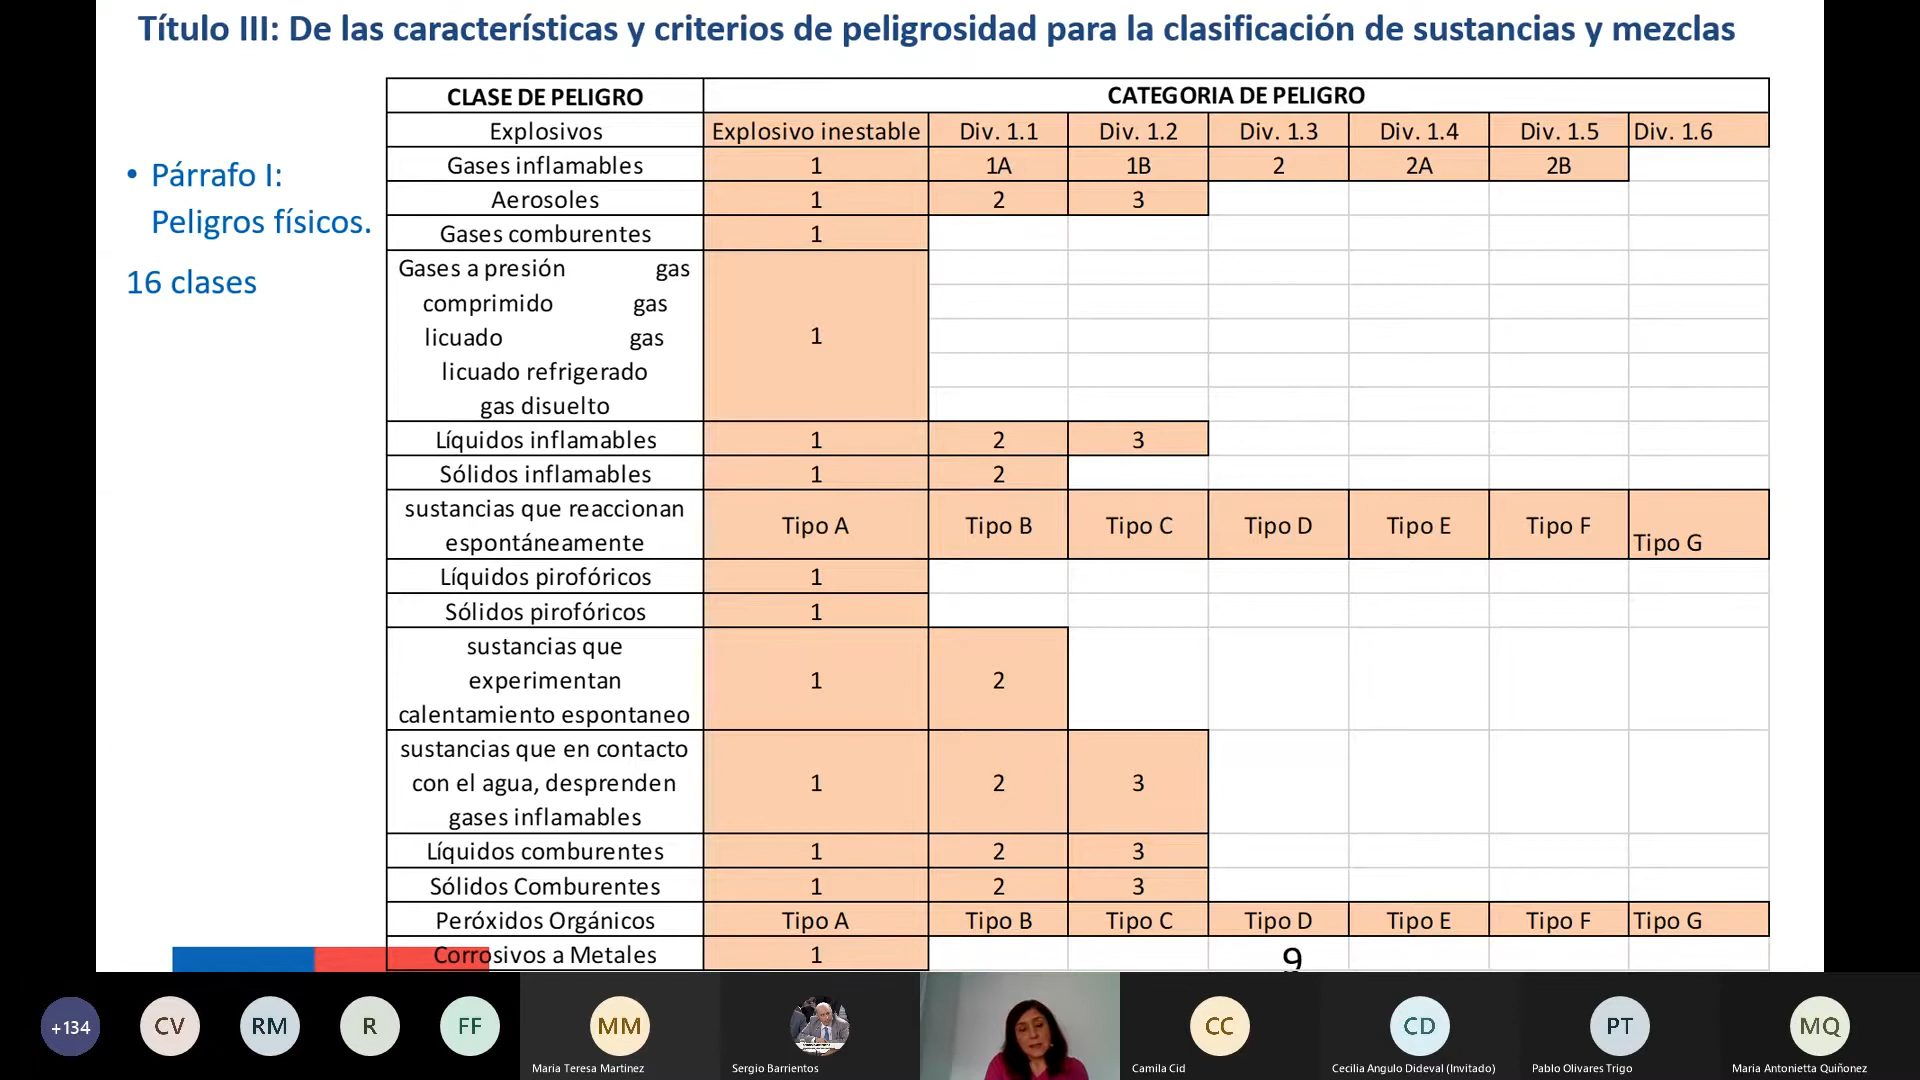 Título III: De las características y criterios de peligrosidad para la clasificación de sustancias y mezclas
• Párrafo I:
Peligros físicos.
16 clases
CLASE DE PELIGRO CATEGORIA DE PELIGRO
Explosivos Explosivo inestable Div. 1.1 Div. 1.2 Div. 1.3 Div. 1.4 Div. 1.5 Div. 1.6
Gases inflamables 1 1A 1B 2 2A 2B
Aerosoles 1 2 3
Gases comburentes 1
Gases a presión gas
comprimido gas
licuado gas
licuado refrigerado
gas disuelto
1
Líquidos inflamables 1 2 3
Sólidos inflamables 1 2
sustancias que reaccionan
espontáneamente
Tipo A Tipo B Tipo C Tipo D Tipo E Tipo F Tipo G
Líquidos pirofóricos 1
Sólidos pirofóricos 1
sustancias que
experimentan
calentamiento espontaneo
1 2
sustancias que en contacto
con el agua, desprenden
gases inflamables
1 2 3
Líquidos comburentes 1 2 3
Sólidos Comburentes 1 2 3
Peróxidos Orgánicos Tipo A Tipo B Tipo C Tipo D Tipo E Tipo F Tipo G
Corrosivos a Metales 1
9
+134 CV RM R FF MM CC CD PT MQ
Maria Teresa Martinez Sergio Barrientos Camila Cid Cecilia Angulo Dideval (Invitado) Pablo Olivares Trigo Maria Antonietta Quiñonez